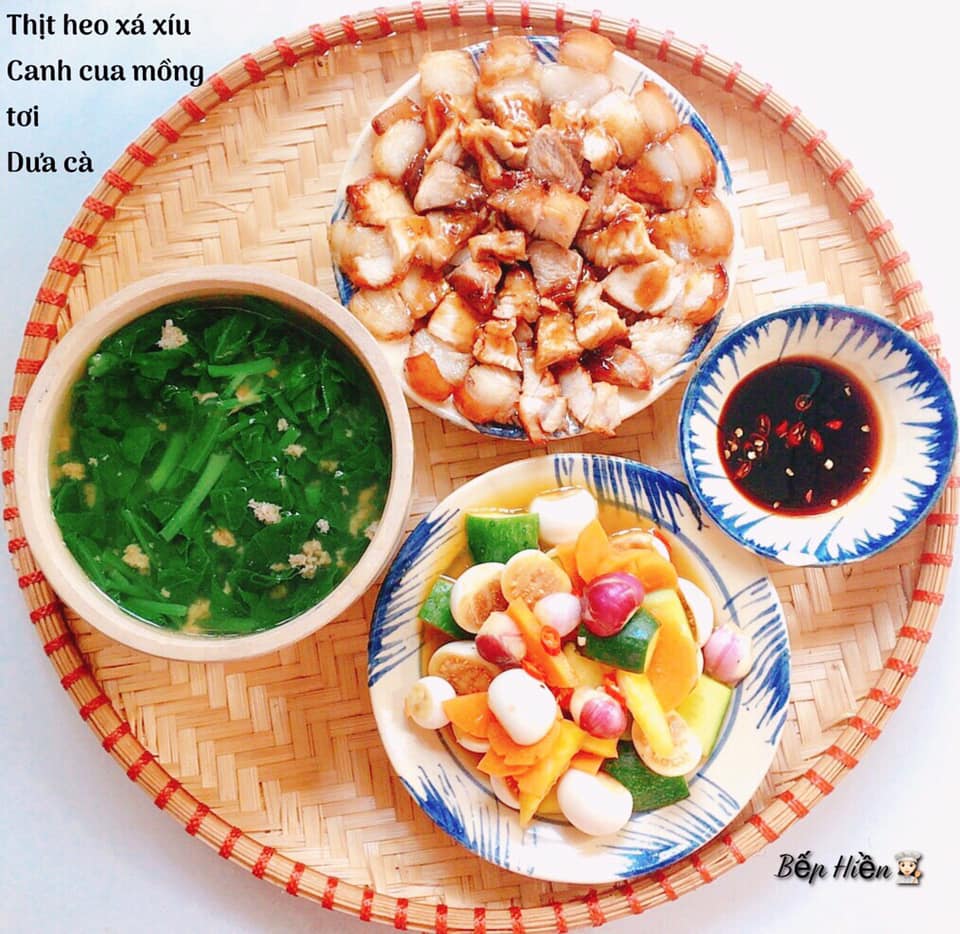 Thịt heo xá xíu
Canh cua mồng
tơi
Dưa cà
Bếp Hiền